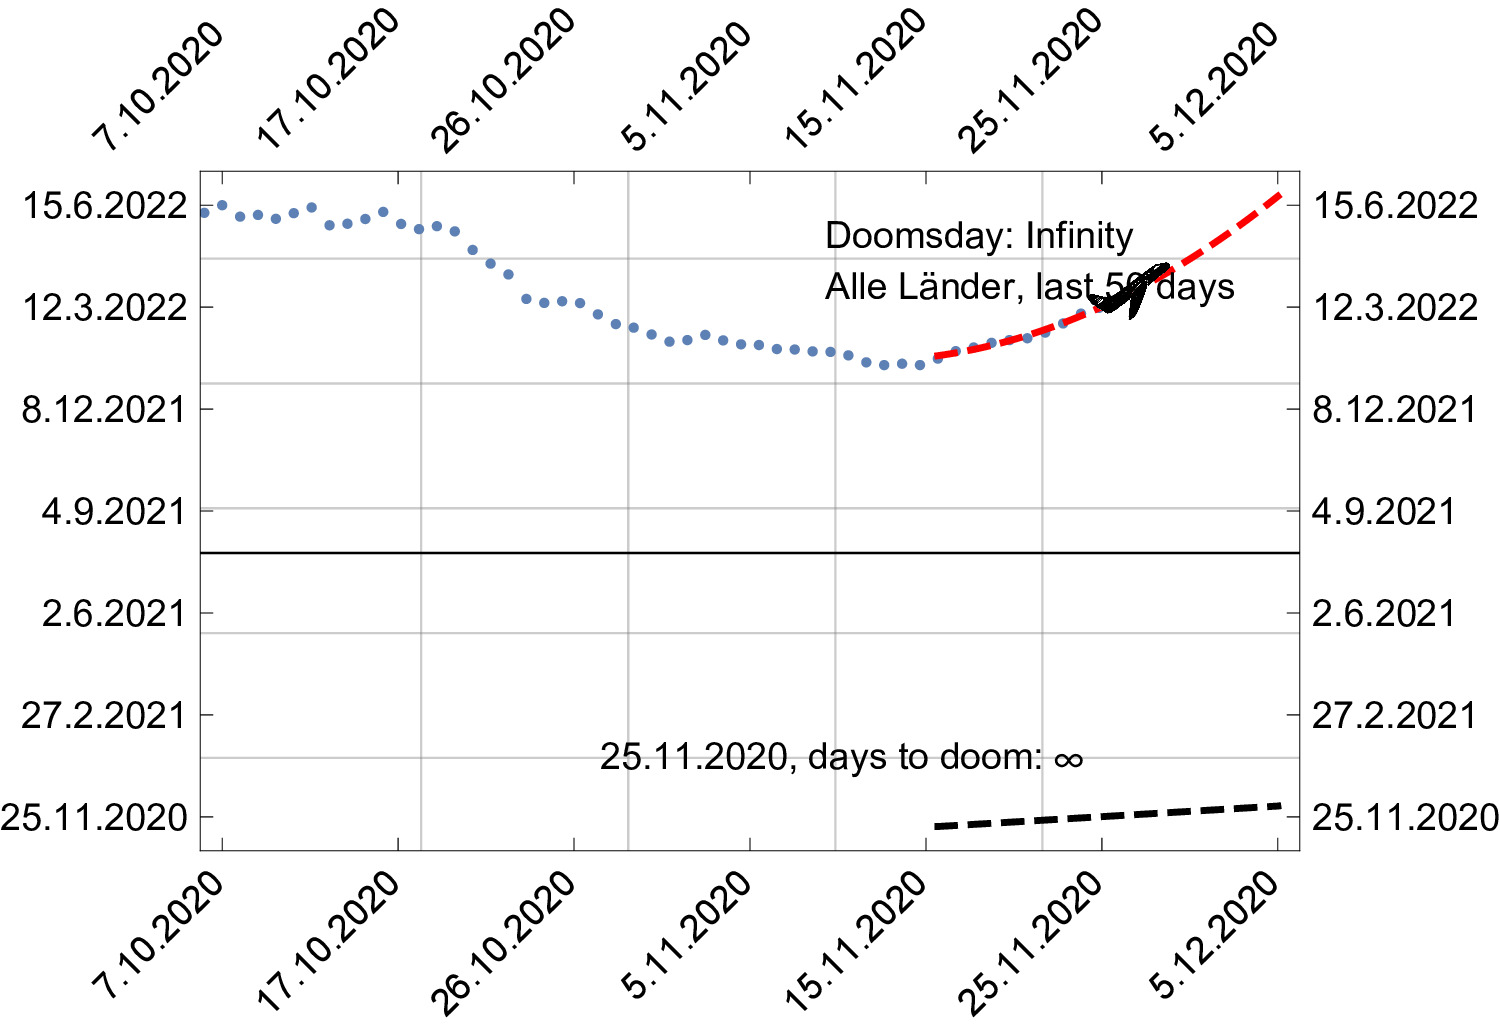 7.10.2020 17.10.2020 26.10.2020 5.11.2020 15.11.2020 25.11.2020 5.12.2020
15.6.2022 15.6.2022
Doomsday: Infinity
Alle Länder, last 50 days
12.3.2022 12.3.2022
8.12.2021 8.12.2021
4.9.2021 4.9.2021
2.6.2021 2.6.2021
27.2.2021 27.2.2021
25.11.2020, days to doom: ∞
25.11.2020 25.11.2020
7.10.2020 17.10.2020 26.10.2020 5.11.2020 15.11.2020 25.11.2020 5.12.2020